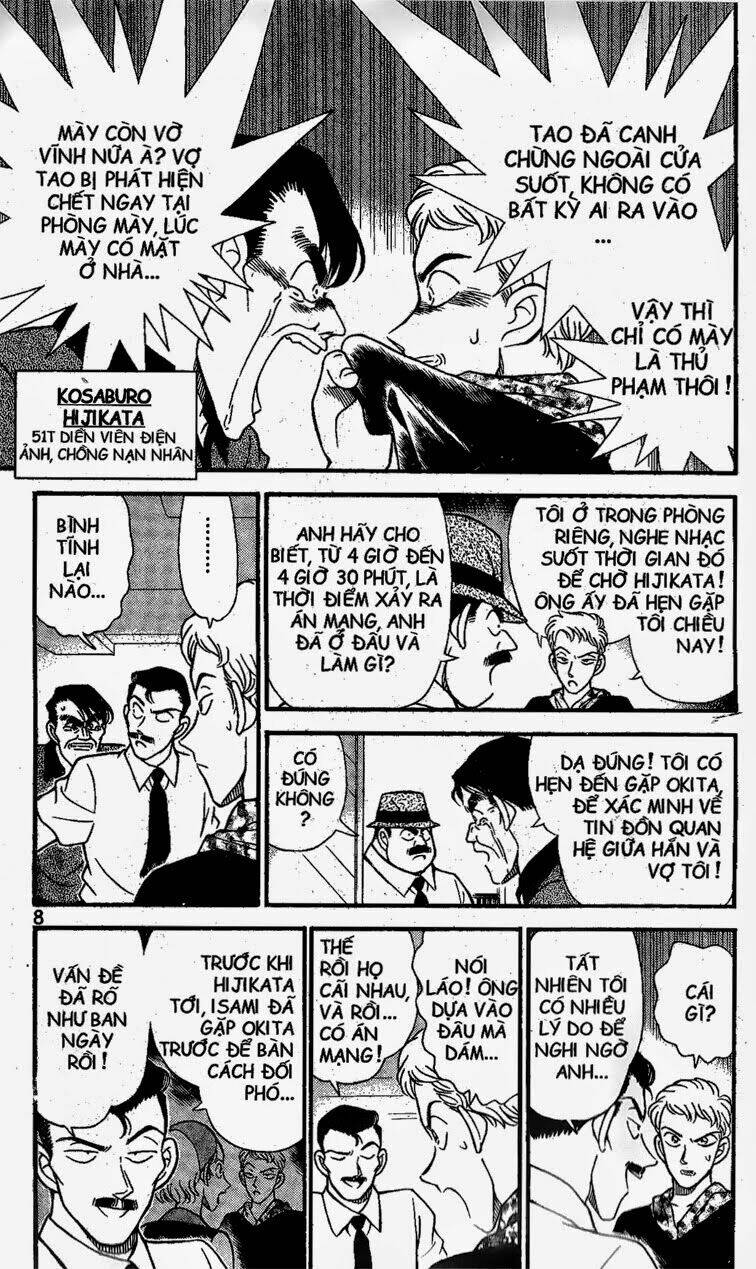 MÀY CÒN VỜ
VĨNH NỮA À? VỢ
TAO BỊ PHÁT HIỆN
CHẾT NGAY TẠI
PHÒNG MÀY, LÚC
MÀY CÓ MẶT
Ở NHÀ...
TAO ĐÃ CANH
CHỪNG NGOÀI CỬA
SUỐT, KHÔNG CÓ
BẤT KỲ AI RA VÀO
...
VẬY THÌ
CHỈ CÓ MÀY
LÀ THỦ
PHẠM THÔI!
KOSABURO
HIJIKATA
51T DIỄN VIÊN ĐIỆN
ẢNH, CHỒNG NẠN NHÂN
BÌNH
TĨNH
LẠI
NÀO...
........
ANH HÃY CHO
BIẾT, TỪ 4 GIỜ ĐẾN
4 GIỜ 30 PHÚT, LÀ
THỜI ĐIỂM XẢY RA
ÁN MẠNG, ANH
ĐÃ Ở ĐÂU VÀ
LÀM GÌ?
TÔI Ở TRONG PHÒNG
RIÊNG, NGHE NHẠC
SUỐT THỜI GIAN ĐÓ
ĐỂ CHỜ HIJIKATA!
ÔNG ẤY ĐÃ HẸN GẶP
TÔI CHIỀU
NAY!
CÓ
ĐÚNG
KHÔNG
?
DẠ ĐÚNG! TÔI CÓ
HẸN ĐẾN GẶP OKITA,
ĐỂ XÁC MINH VỀ
TIN ĐỒN QUAN
HỆ GIỮA HẮN VÀ
VỢ TÔI!
8
VẤN ĐỀ
ĐÃ RÕ
NHƯ BAN
NGÀY
RỒI!
TRƯỚC KHI
HIJIKATA
TỚI, ISAMI ĐÃ
GẶP OKITA
TRƯỚC ĐỂ BÀN
CÁCH ĐỐI
PHÓ...
THẾ
RỒI HỌ
CÃI NHAU,
VÀ RỒI...
CÓ ÁN
MẠNG!
NÓI
LÁO! ÔNG
DỰA VÀO
ĐÂU MÀ
DÁM...
TẤT
NHIÊN TÔI
CÓ NHIỀU
LÝ DO ĐỂ
NGHI NGỜ
ANH...
CÁI
GÌ?